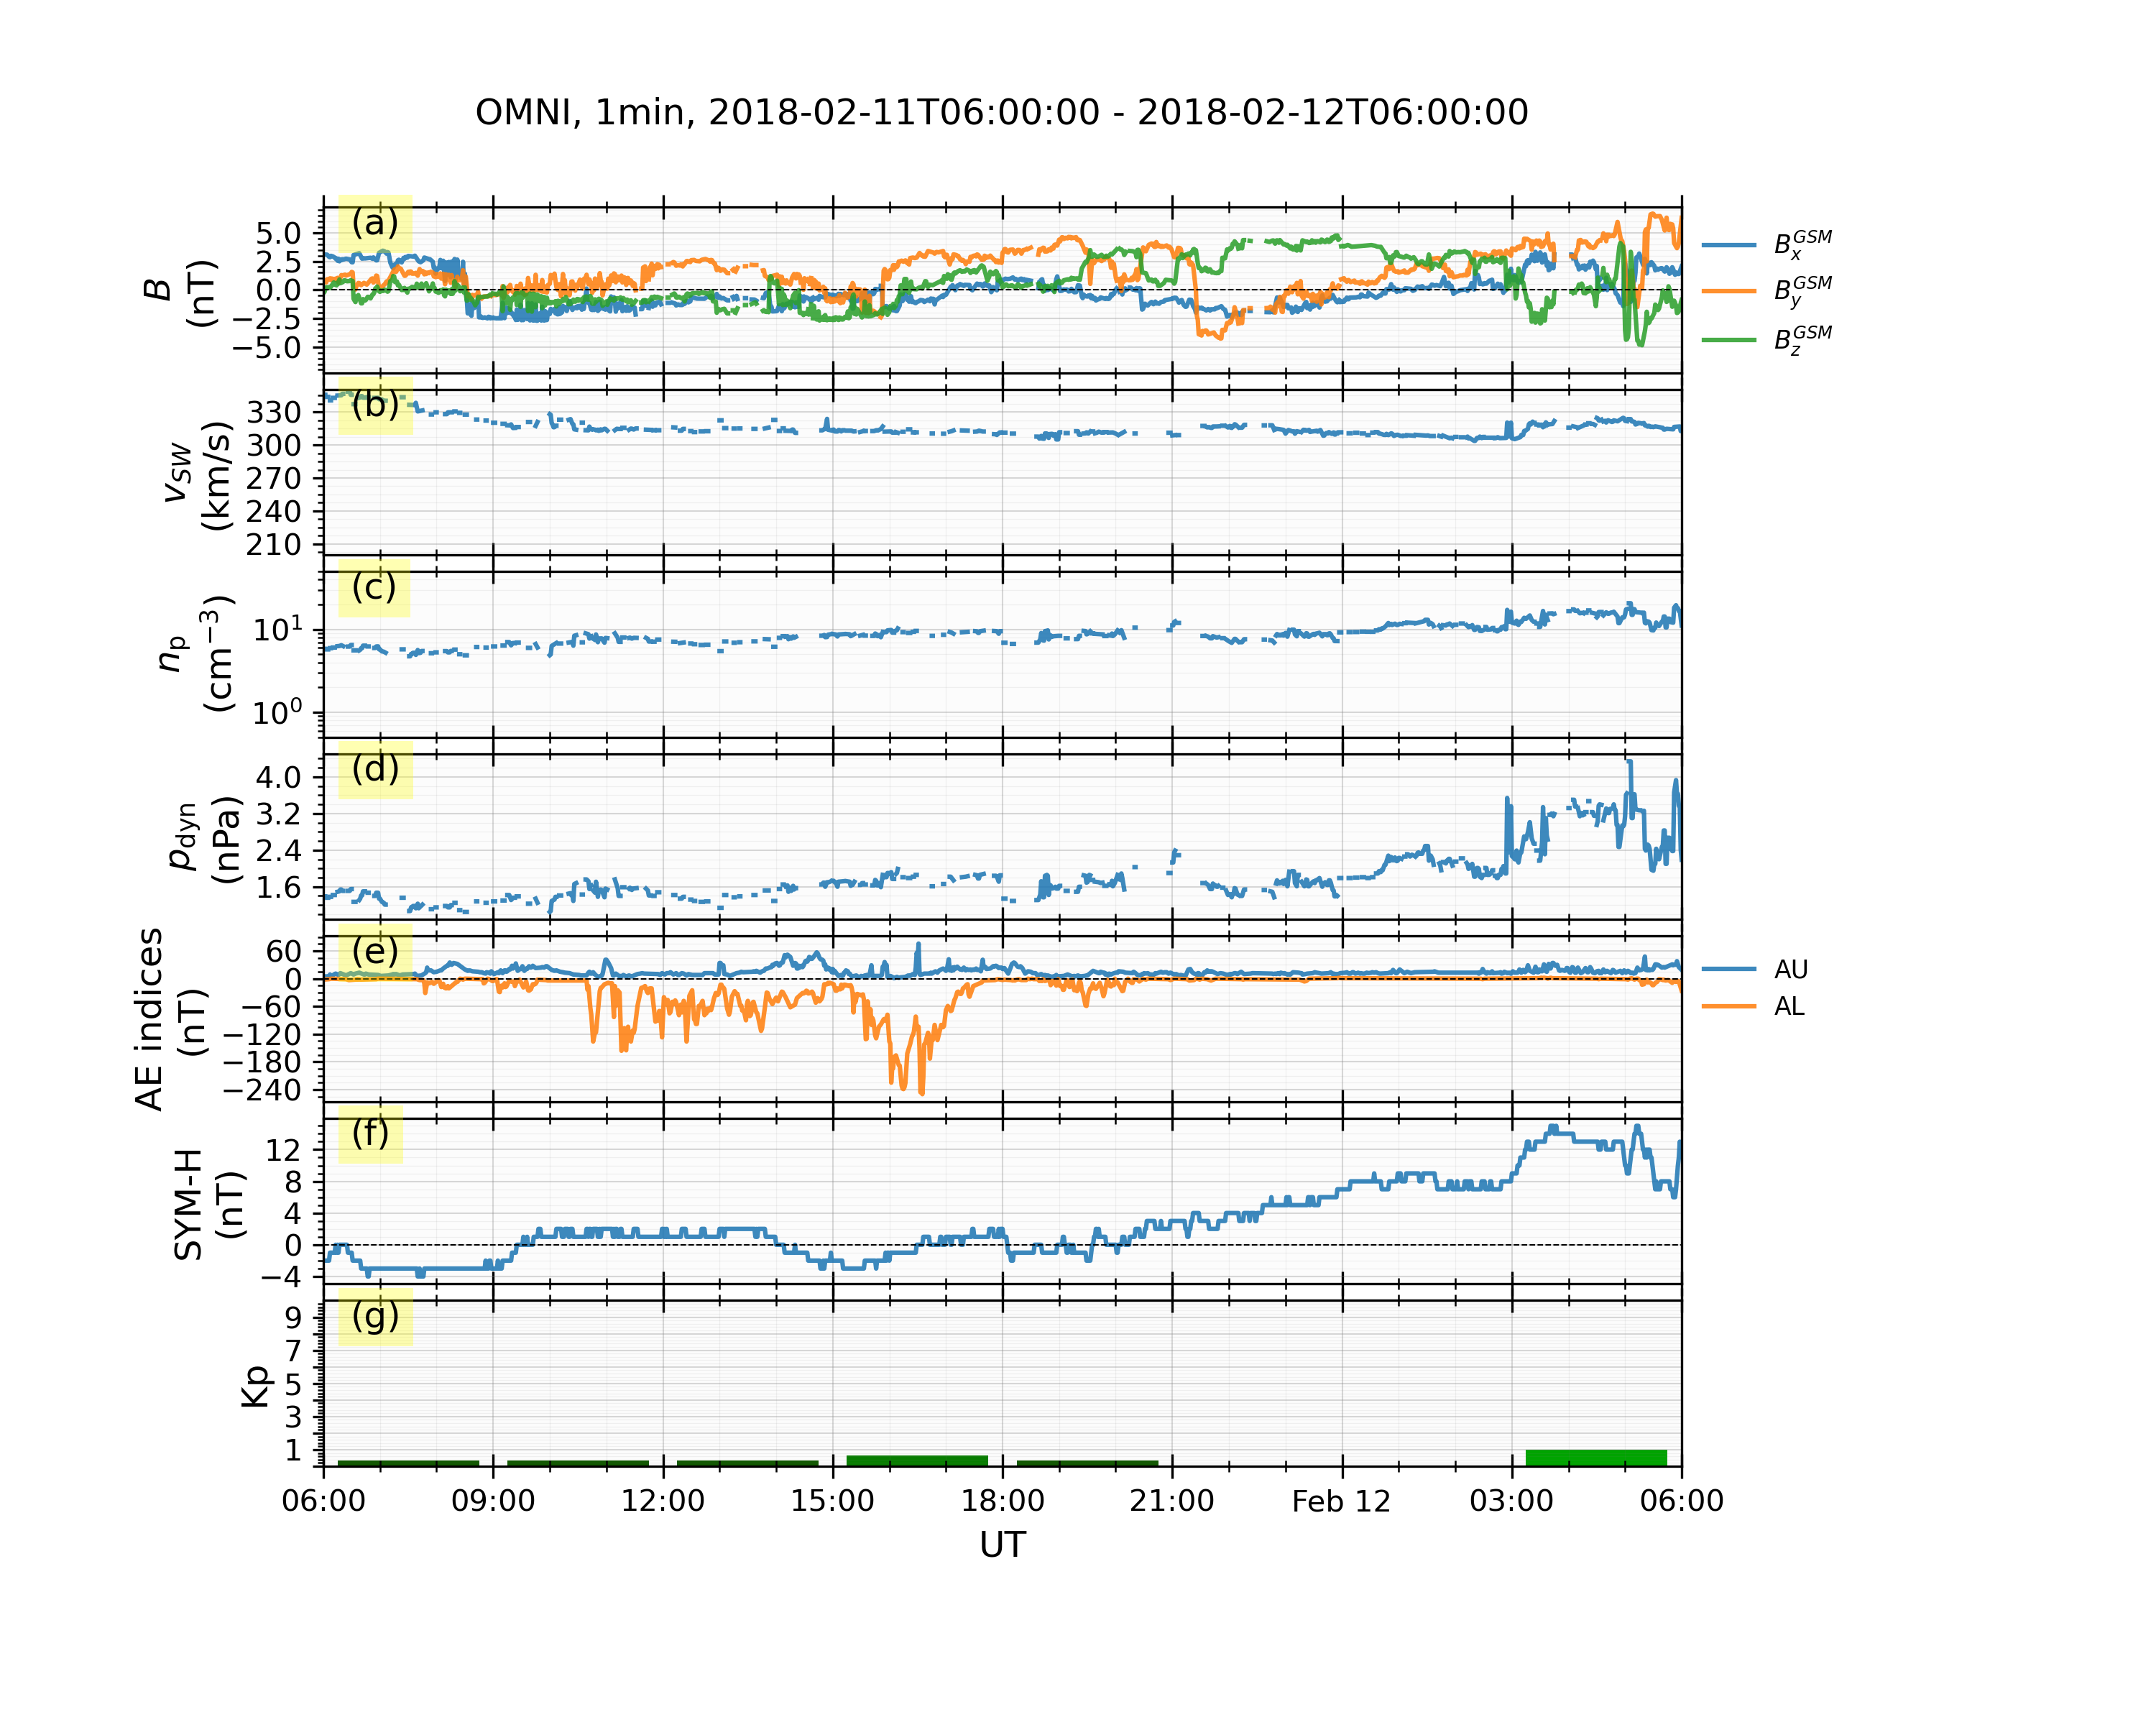 OMNI, 1min, 2018-02-11T06:00:00 - 2018-02-12T06:00:00
(a)
5.0
2.5
0.0
−2.5
−5.0
B
(nT)
B_x^{GSM}
B_y^{GSM}
B_z^{GSM}
(b)
330
300
270
240
210
v_{SW}
(km/s)
(c)
10^1
10^0
n_p
(cm^{−3})
(d)
4.0
3.2
2.4
1.6
p_{dyn}
(nPa)
(e)
60
0
−60
−120
−180
−240
AE indices
(nT)
AU
AL
(f)
12
8
4
0
−4
SYM-H
(nT)
(g)
9
7
5
3
1
Kp
06:00 09:00 12:00 15:00 18:00 21:00 Feb 12 03:00 06:00
UT